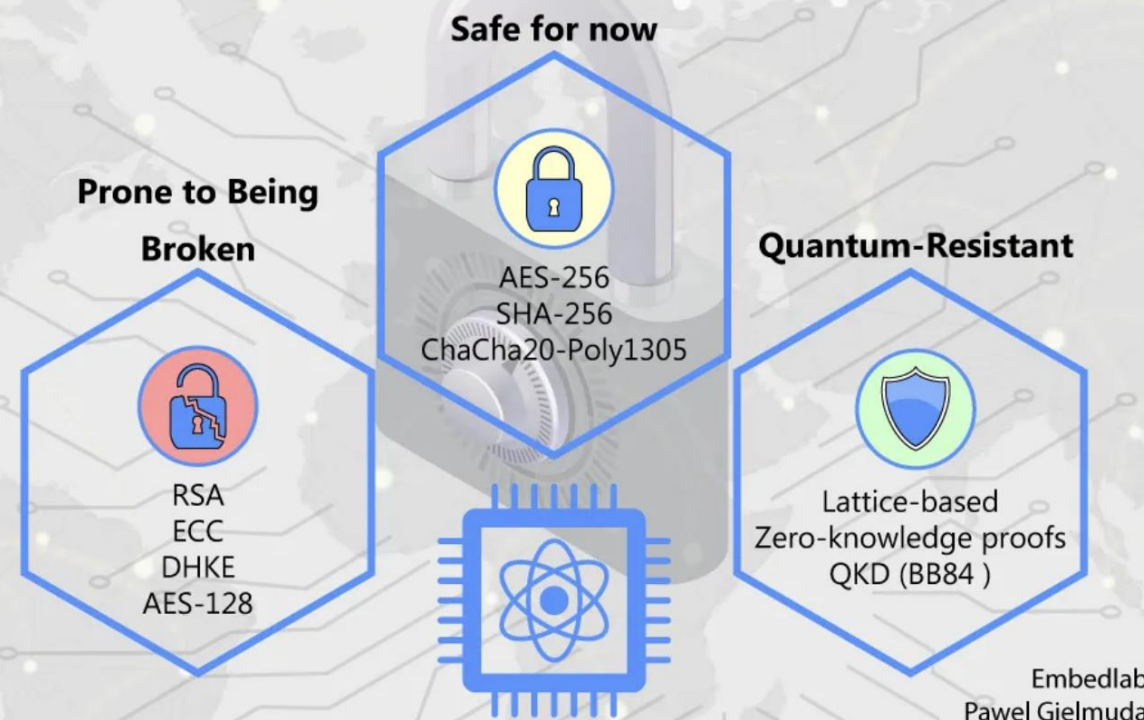 Safe for now
AES-256
SHA-256
ChaCha20-Poly1305
Prone to Being
Broken
RSA
ECC
DHKE
AES-128
Quantum-Resistant
Lattice-based
Zero-knowledge proofs
QKD (BB84 )
Embedlab
Pawel Gielmuda